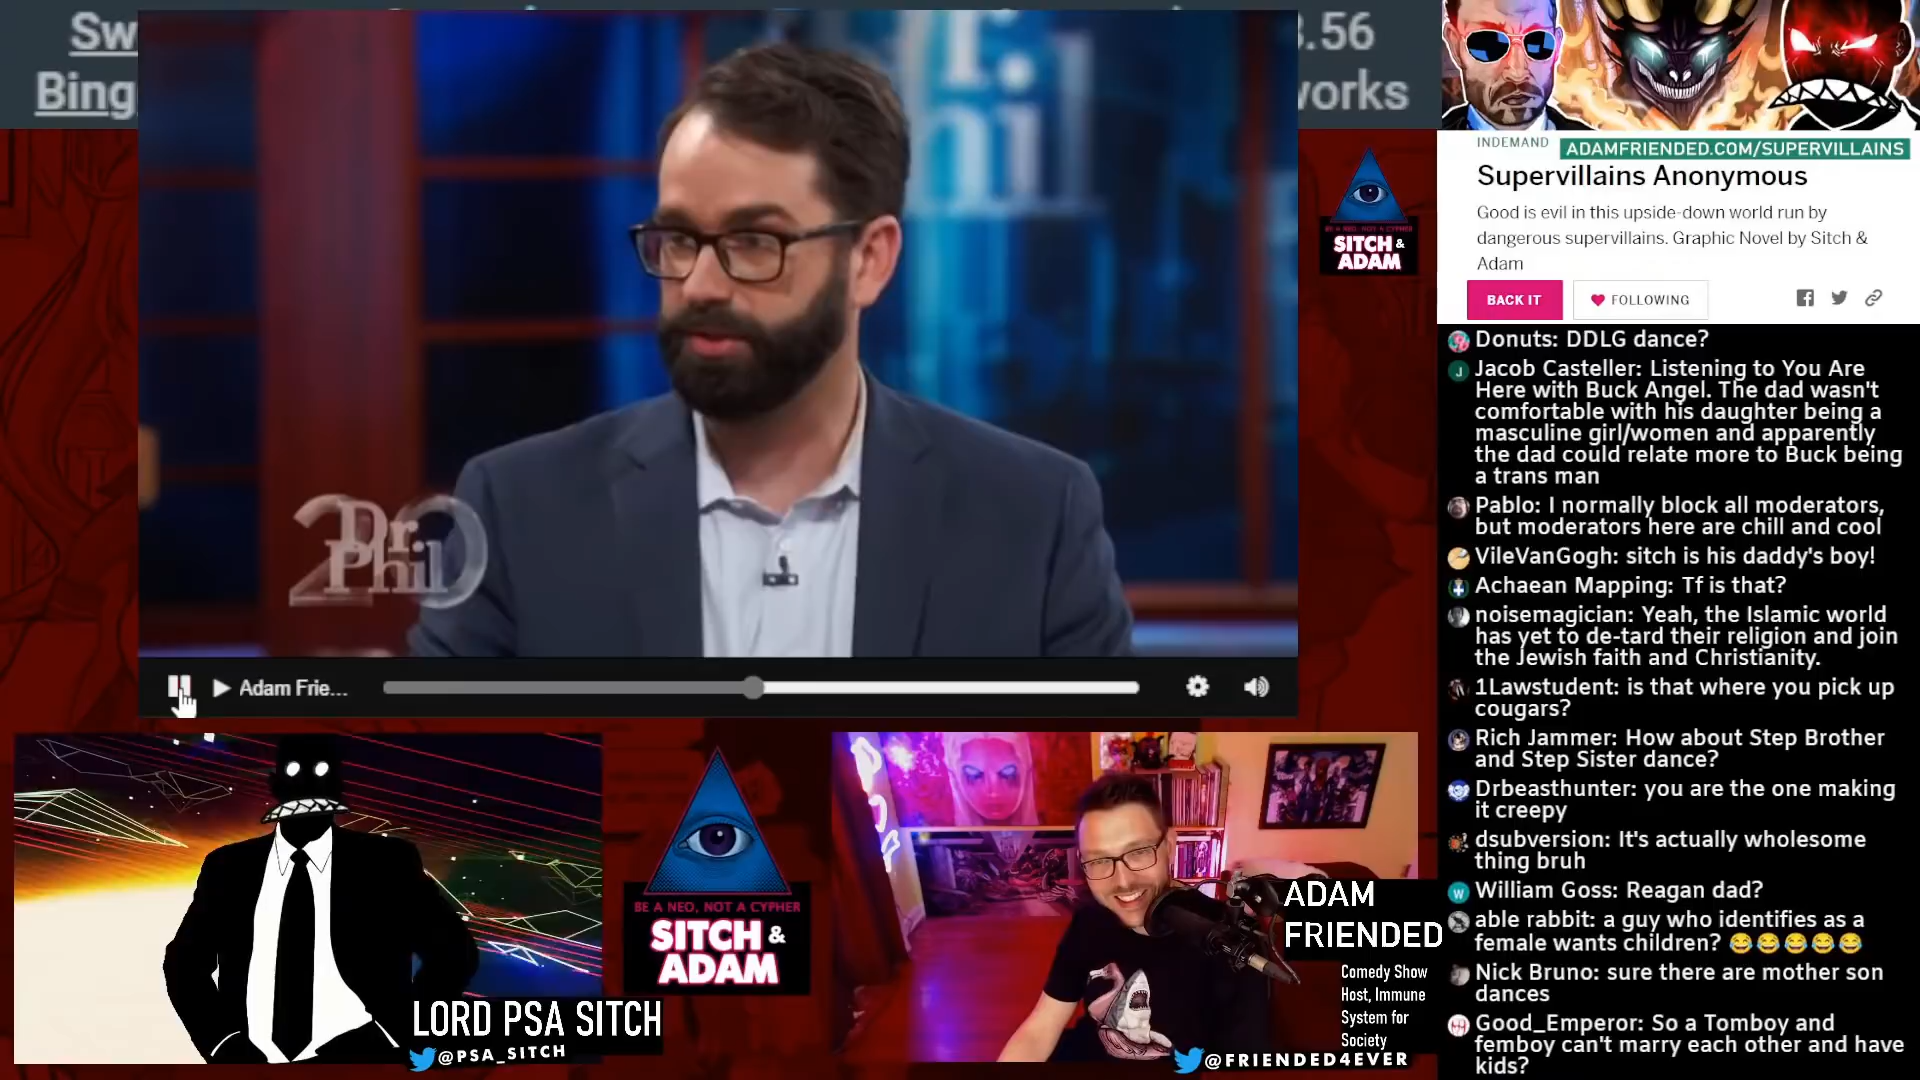 Sw
Bing
3.56
works
Dr.
Phil
20
Adam Frie...
BE A NEO, NOT A CYPHER
SITCH &
ADAM
INDEMAND
ADAMFRIENDED.COM/SUPERVILLAINS
Supervillains Anonymous
Good is evil in this upside-down world run by
dangerous supervillains. Graphic Novel by Sitch &
Adam
BACK IT
FOLLOWING
Donuts: DDLG dance?
Jacob Casteller: Listening to You Are
Here with Buck Angel. The dad wasn't
comfortable with his daughter being a
masculine girl/women and apparently
the dad could relate more to Buck being
a trans man
Pablo: I normally block all moderators,
but moderators here are chill and cool
VileVanGogh: sitch is his daddy's boy!
Achaean Mapping: Tf is that?
noisemagician: Yeah, the Islamic world
has yet to de-tard their religion and join
the Jewish faith and Christianity.
1Lawstudent: is that where you pick up
cougars?
Rich Jammer: How about Step Brother
and Step Sister dance?
Drbeasthunter: you are the one making
it creepy
dsubversion: It's actually wholesome
thing bruh
William Goss: Reagan dad?
able rabbit: a guy who identifies as a
female wants children? 😂😂😂😂😂
Nick Bruno: sure there are mother son
dances
Good_Emperor: So a Tomboy and
femboy can't marry each other and have
kids?
LORD PSA SITCH
@PSA_SITCH
BE A NEO, NOT A CYPHER
SITCH &
ADAM
ADAM
FRIENDED
Comedy Show
Host, Immune
System for
Society
@FRIENDED4EVER